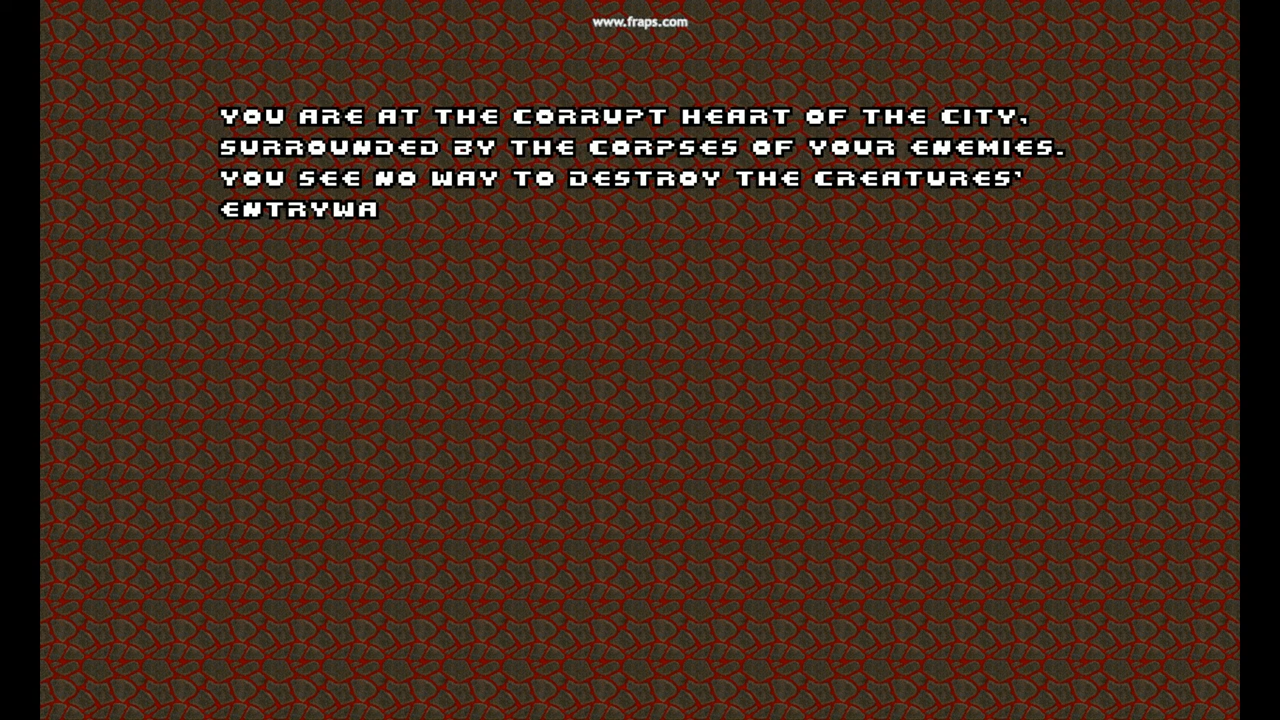 www.fraps.com
YOU ARE AT THE CORRUPT HEART OF THE CITY,
SURROUNDED BY THE CORPSES OF YOUR ENEMIES.
YOU SEE NO WAY TO DESTROY THE CREATURES'
ENTRYWA